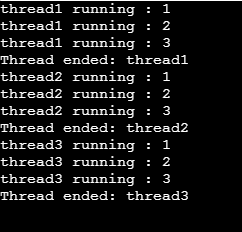 thread1 running : 1
thread1 running : 2
thread1 running : 3
Thread ended: thread1
thread2 running : 1
thread2 running : 2
thread2 running : 3
Thread ended: thread2
thread3 running : 1
thread3 running : 2
thread3 running : 3
Thread ended: thread3